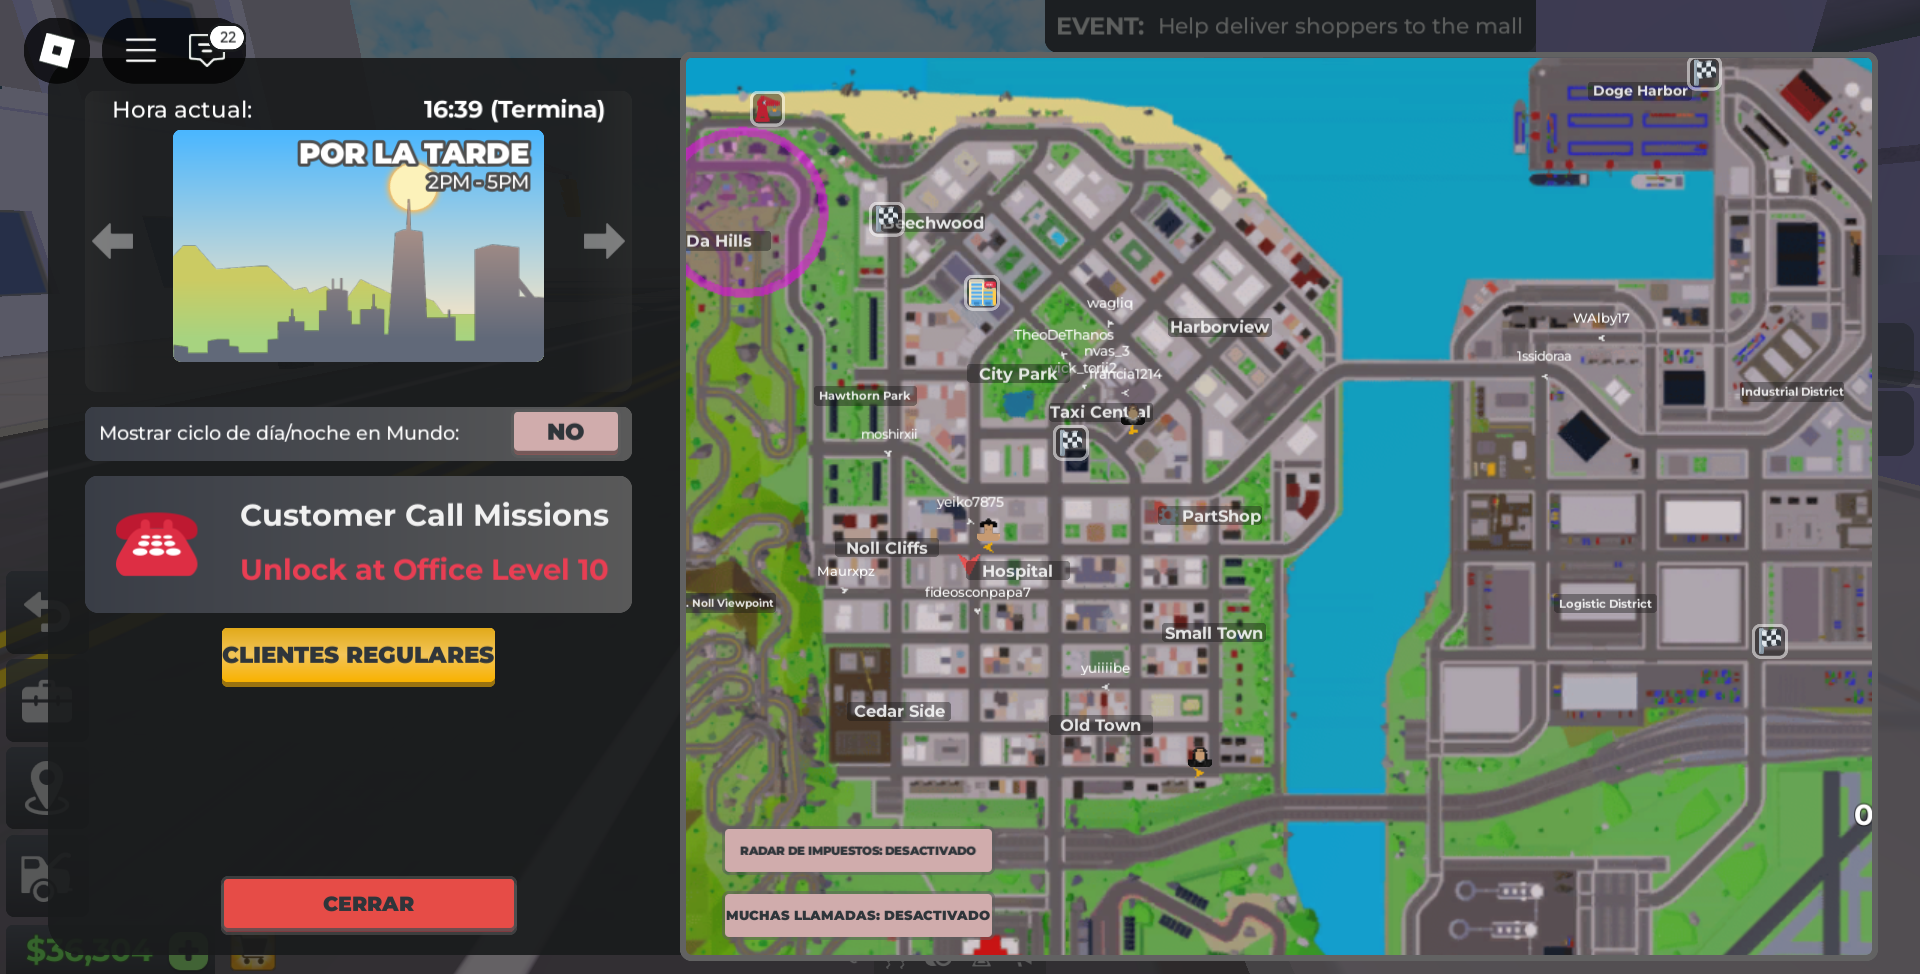 22
EVENT: Help deliver shoppers to the mall
Hora actual: 16:39 (Termina)
POR LA TARDE
2PM - 5PM
Mostrar ciclo de día/noche en Mundo: NO
Customer Call Missions
Unlock at Office Level 10
CLIENTES REGULARES
CERRAR
$36,304
Doge Harbor
Beechwood
Da Hills
wagliq
Harborview
TheoDeThanos
WAlby17
nvas_3
1ssidoraa
City Park
francia1214
Hawthorn Park
Industrial District
Taxi Central
moshirxii
yeiko7875
PartShop
Noll Cliffs
Hospital
Maurxpz
fideosconpapa7
. Noll Viewpoint
Logistic District
Small Town
yuiiiibe
Cedar Side
Old Town
0
RADAR DE IMPUESTOS: DESACTIVADO
MUCHAS LLAMADAS: DESACTIVADO